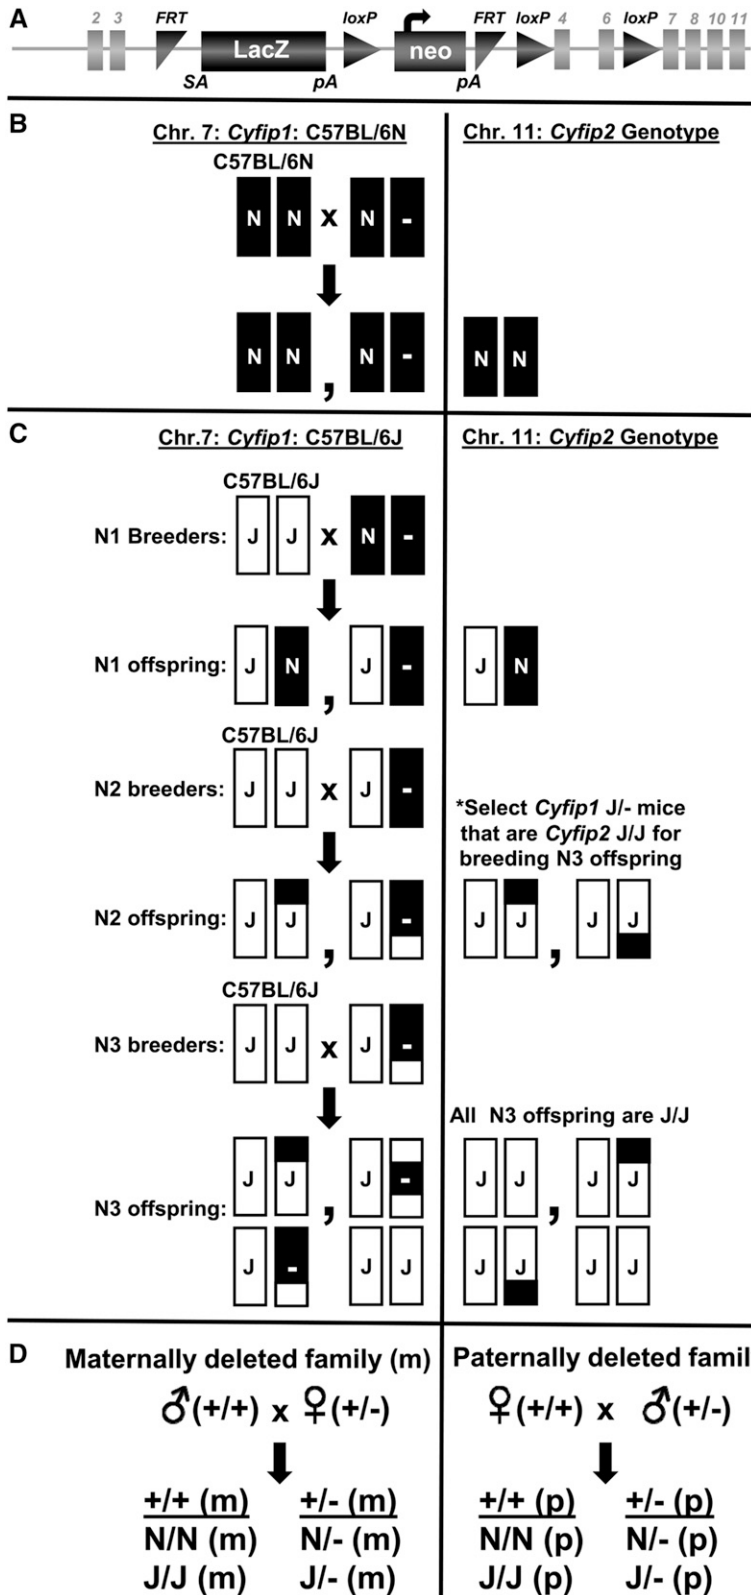 A
2 3 FRT loxP FRT loxP 4 6 loxP 7 8 10 11
LacZ neo
SA pA pA
B
Chr. 7: Cyfip1: C57BL/6N
Chr. 11: Cyfip2 Genotype
C57BL/6N
N N x N -
N N , N -
N N
C
Chr.7: Cyfip1: C57BL/6J
Chr. 11: Cyfip2 Genotype
C57BL/6J
N1 Breeders: J J x N -
N1 offspring: J N , J -
J N
C57BL/6J
N2 breeders: J J x J -
*Select Cyfip1 J/- mice
that are Cyfip2 J/J for
breeding N3 offspring
N2 offspring: J J , J -
J J , J J
C57BL/6J
N3 breeders: J J x J -
All N3 offspring are J/J
N3 offspring:
J J , J -
J - J J
J J , J J
J J J J
D
Maternally deleted family (m)
♂(+/+) x ♀(+/-)
+/+ (m) +/- (m)
N/N (m) N/- (m)
J/J (m) J/- (m)
Paternally deleted famil
♀(+/+) x ♂(+/-)
+/+ (p) +/- (p)
N/N (p) N/- (p)
J/J (p) J/- (p)